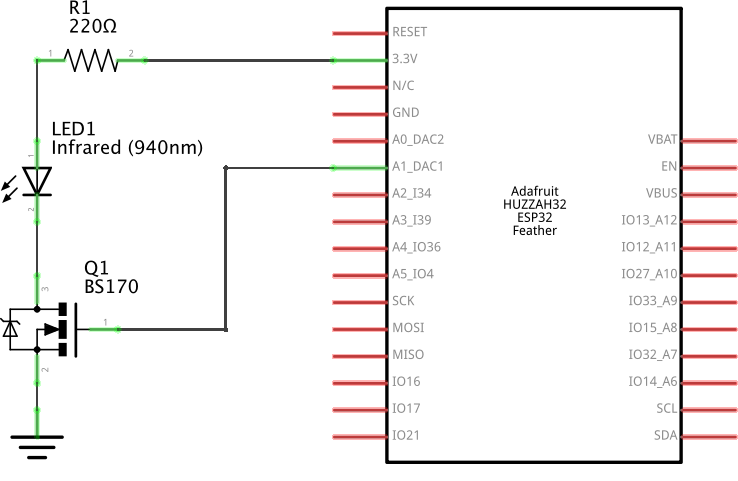 R1
220Ω
1
2
LED1
Infrared (940nm)
1
2
Q1
BS170
3
1
2
RESET
3.3V
N/C
GND
A0_DAC2
A1_DAC1
A2_I34
A3_I39
A4_IO36
A5_IO4
SCK
MOSI
MISO
IO16
IO17
IO21
Adafruit
HUZZAH32
ESP32
Feather
VBAT
EN
VBUS
IO13_A12
IO12_A11
IO27_A10
IO33_A9
IO15_A8
IO32_A7
IO14_A6
SCL
SDA